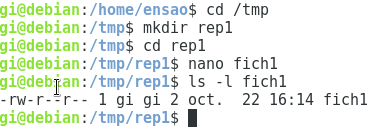 gi@debian:/home/ensao$ cd /tmp
gi@debian:/tmp$ mkdir rep1
gi@debian:/tmp$ cd rep1
gi@debian:/tmp/rep1$ nano fich1
gi@debian:/tmp/rep1$ ls -l fich1
-rw-r--r-- 1 gi gi 2 oct.  22 16:14 fich1
gi@debian:/tmp/rep1$